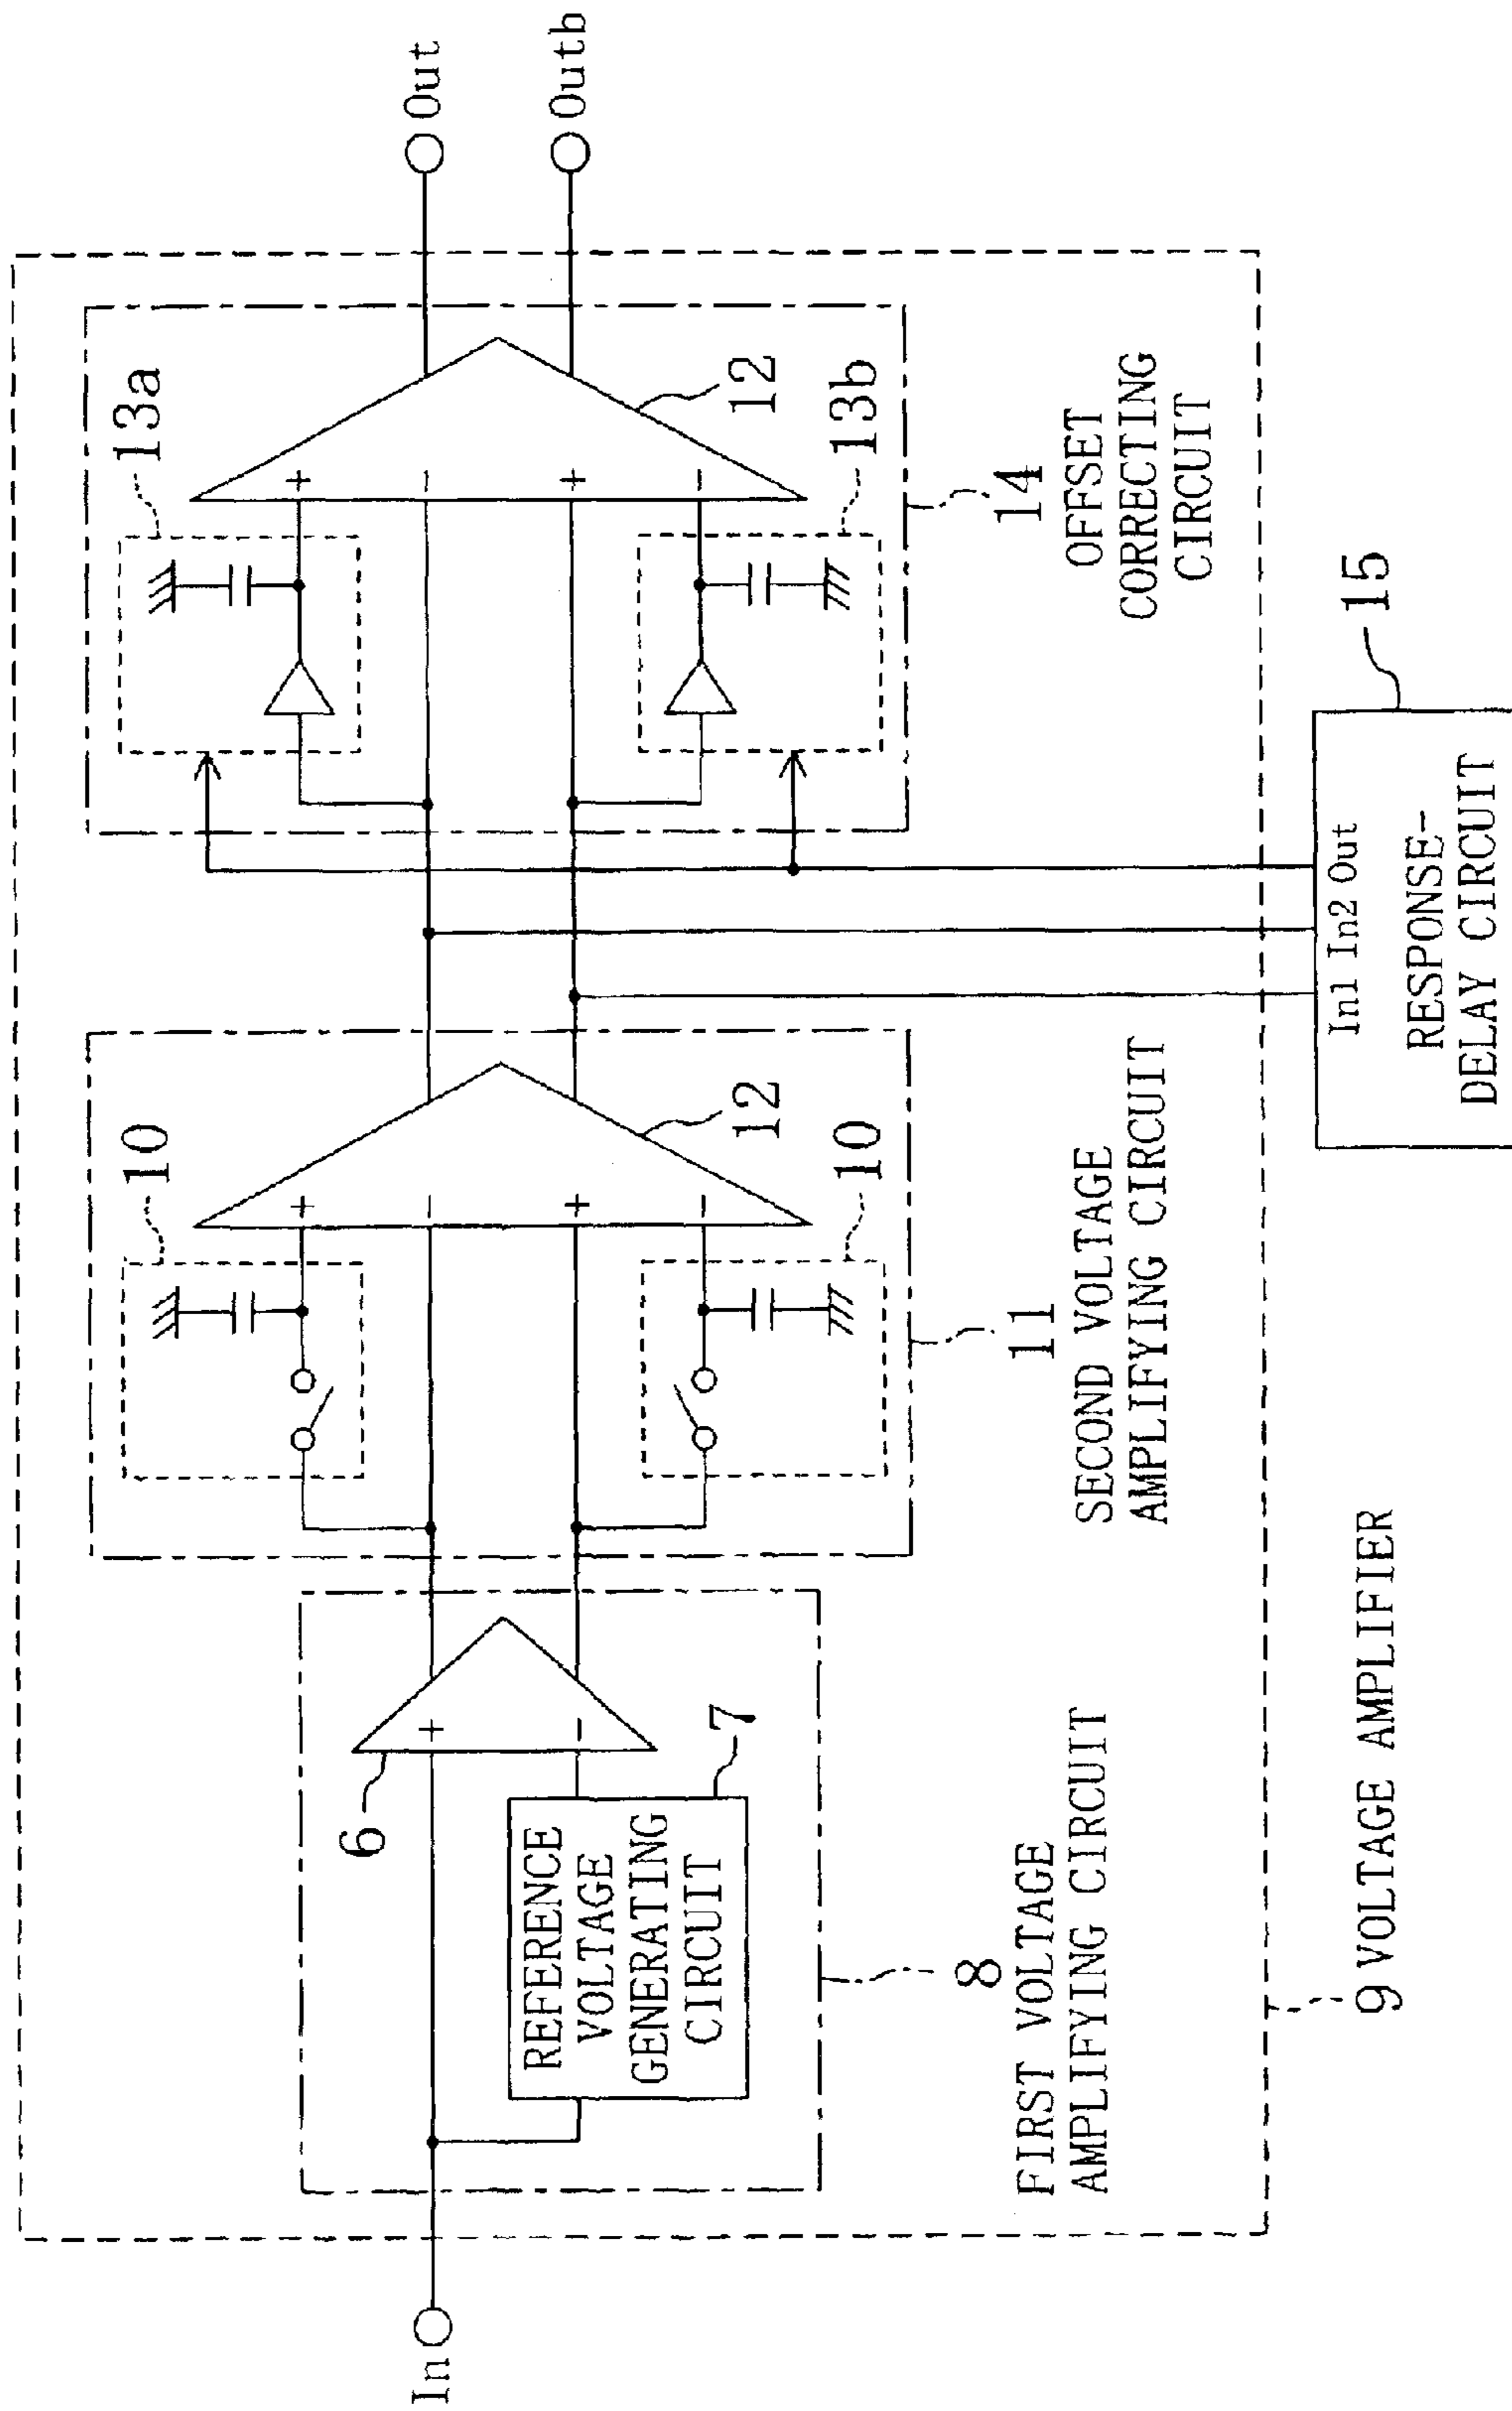 In
6
+
−
REFERENCE
VOLTAGE
GENERATING
CIRCUIT
7
8
FIRST VOLTAGE
AMPLIFYING CIRCUIT
9 VOLTAGE AMPLIFIER
10
+
−
+
−
12
10
11
SECOND VOLTAGE
AMPLIFYING CIRCUIT
13a
+
−
+
−
12
13b
14
OFFSET
CORRECTING
CIRCUIT
Out
Outb
In1 In2 Out
RESPONSE-
DELAY CIRCUIT
15